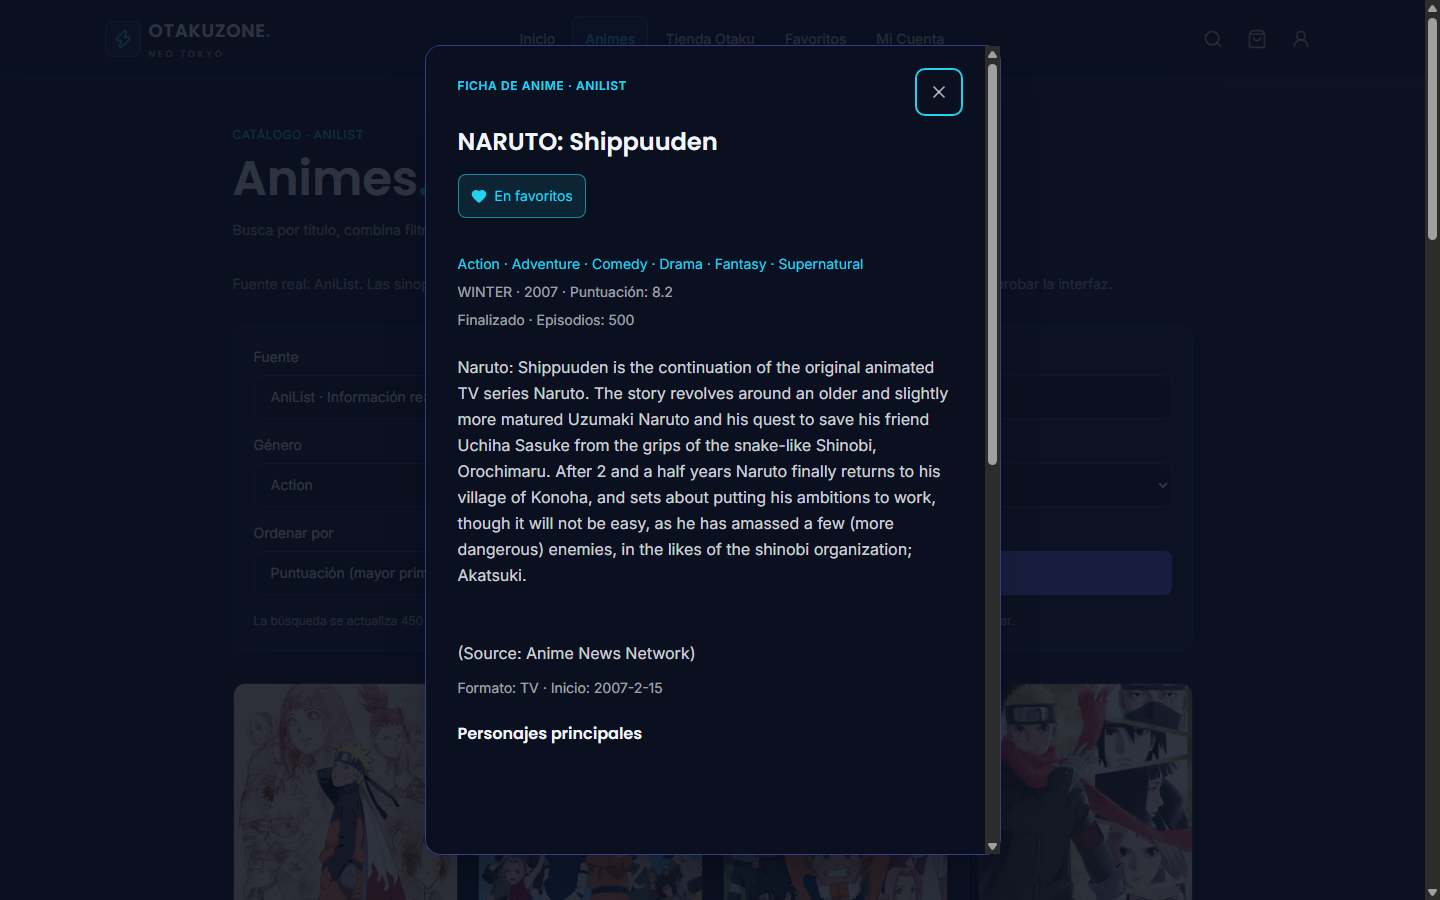 OTAKUZONE.
NEO TOKYO
Inicio
Animes
Tienda Otaku
Favoritos
Mi Cuenta
CATÁLOGO · ANILIST
Animes.
Busca por título, combina filt
Fuente real: AniList. Las sinop
robar la interfaz.
Fuente
AniList · Información re
Género
Action
Ordenar por
Puntuación (mayor prim
La búsqueda se actualiza 450
ar.
FICHA DE ANIME · ANILIST
NARUTO: Shippuuden
En favoritos
Action · Adventure · Comedy · Drama · Fantasy · Supernatural
WINTER · 2007 · Puntuación: 8.2
Finalizado · Episodios: 500
Naruto: Shippuuden is the continuation of the original animated
TV series Naruto. The story revolves around an older and slightly
more matured Uzumaki Naruto and his quest to save his friend
Uchiha Sasuke from the grips of the snake-like Shinobi,
Orochimaru. After 2 and a half years Naruto finally returns to his
village of Konoha, and sets about putting his ambitions to work,
though it will not be easy, as he has amassed a few (more
dangerous) enemies, in the likes of the shinobi organization;
Akatsuki.
(Source: Anime News Network)
Formato: TV · Inicio: 2007-2-15
Personajes principales